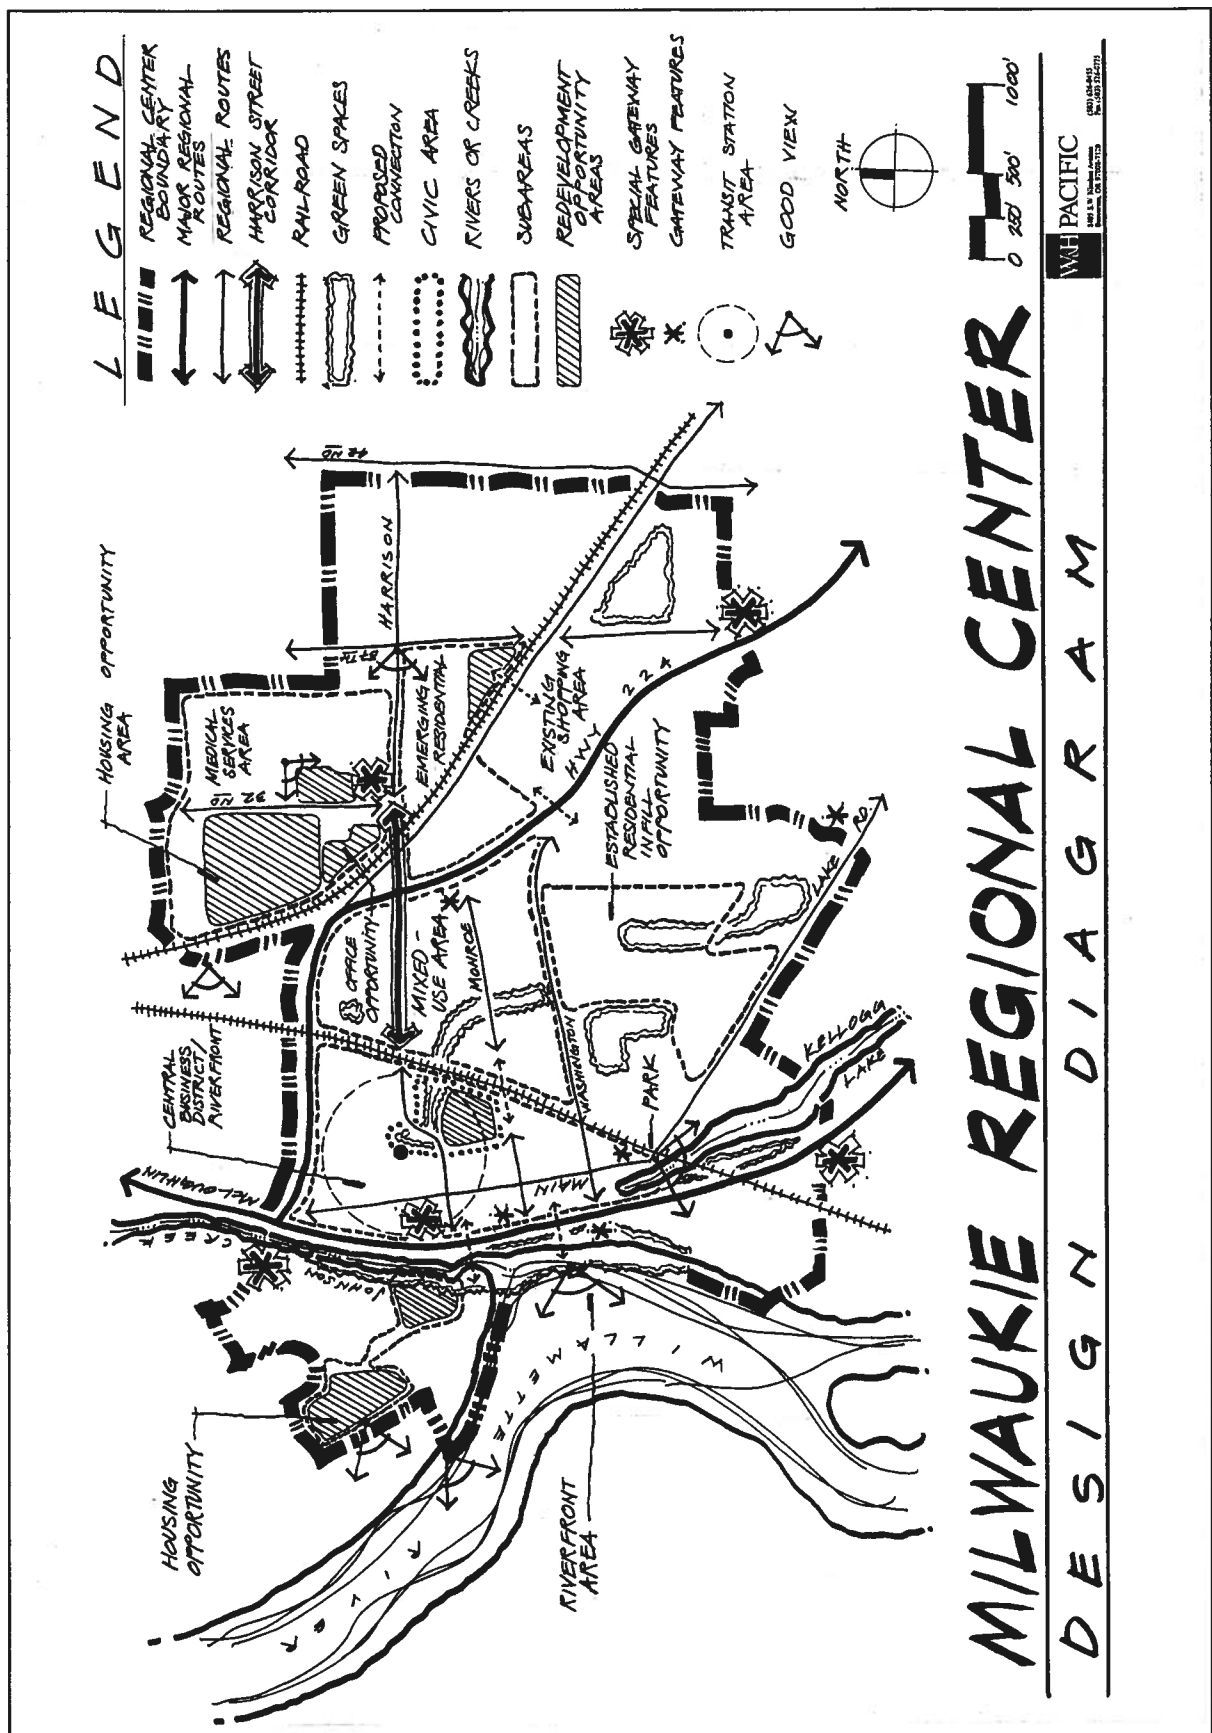 LEGEND
REGIONAL CENTER
BOUNDARY
MAJOR REGIONAL
ROUTES
REGIONAL ROUTES
HARRISON STREET
CORRIDOR
RAILROAD
GREEN SPACES
PROPOSED
CONNECTION
CIVIC AREA
RIVERS OR CREEKS
SUBAREAS
REDEVELOPMENT
OPPORTUNITY
AREAS
SPECIAL GATEWAY
FEATURES
GATEWAY FEATURES
TRANSIT STATION
AREA
GOOD VIEW
NORTH
0 250' 500' 1000'
HOUSING OPPORTUNITY
AREA
MEDICAL
SERVICES
AREA
32 ND
37 TH
42 ND
HARRISON
EMERGING
RESIDENTIAL
EXISTING
SHOPPING
AREA
HWY 224
ESTABLISHED
RESIDENTIAL
INFILL
OPPORTUNITY
OFFICE
OPPORTUNITY
MIXED-
USE AREA
MONROE
WASHINGTON
PARK
LAKE RD.
KELLOGG
LAKE
CENTRAL
BUSINESS
DISTRICT/
RIVERFRONT
McLOUGHLIN
MAIN
JOHNSON
CREEK
HOUSING
OPPORTUNITY
RIVERFRONT
AREA
WILLAMETTE
RIVER
MILWAUKIE REGIONAL CENTER
DESIGN DIAGRAM
W&H PACIFIC